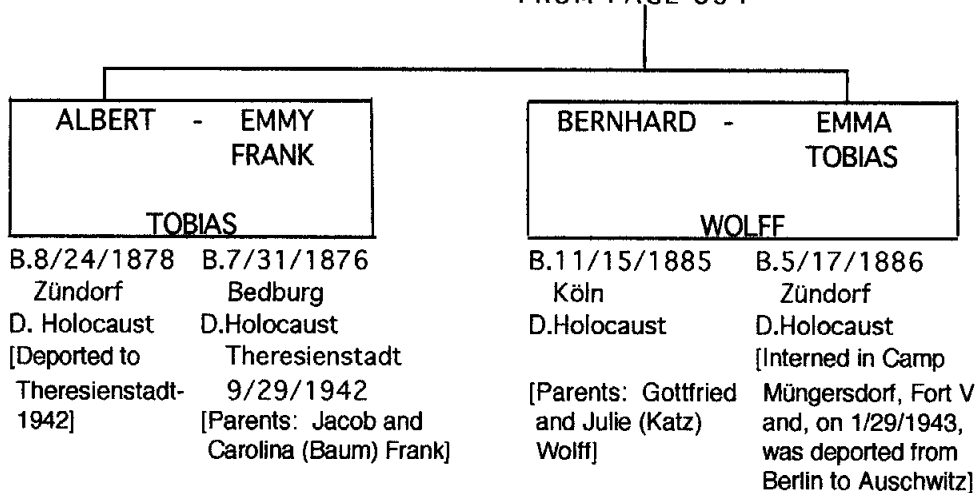 ALBERT - EMMY
FRANK
TOBIAS
B.8/24/1878 B.7/31/1876
Zündorf Bedburg
D. Holocaust D.Holocaust
[Deported to Theresienstadt
Theresienstadt- 9/29/1942
1942] [Parents: Jacob and
Carolina (Baum) Frank]
BERNHARD - EMMA
TOBIAS
WOLFF
B.11/15/1885 B.5/17/1886
Köln Zündorf
D.Holocaust D.Holocaust
[Interned in Camp
[Parents: Gottfried Müngersdorf, Fort V
and Julie (Katz) and, on 1/29/1943,
Wolff] was deported from
Berlin to Auschwitz]